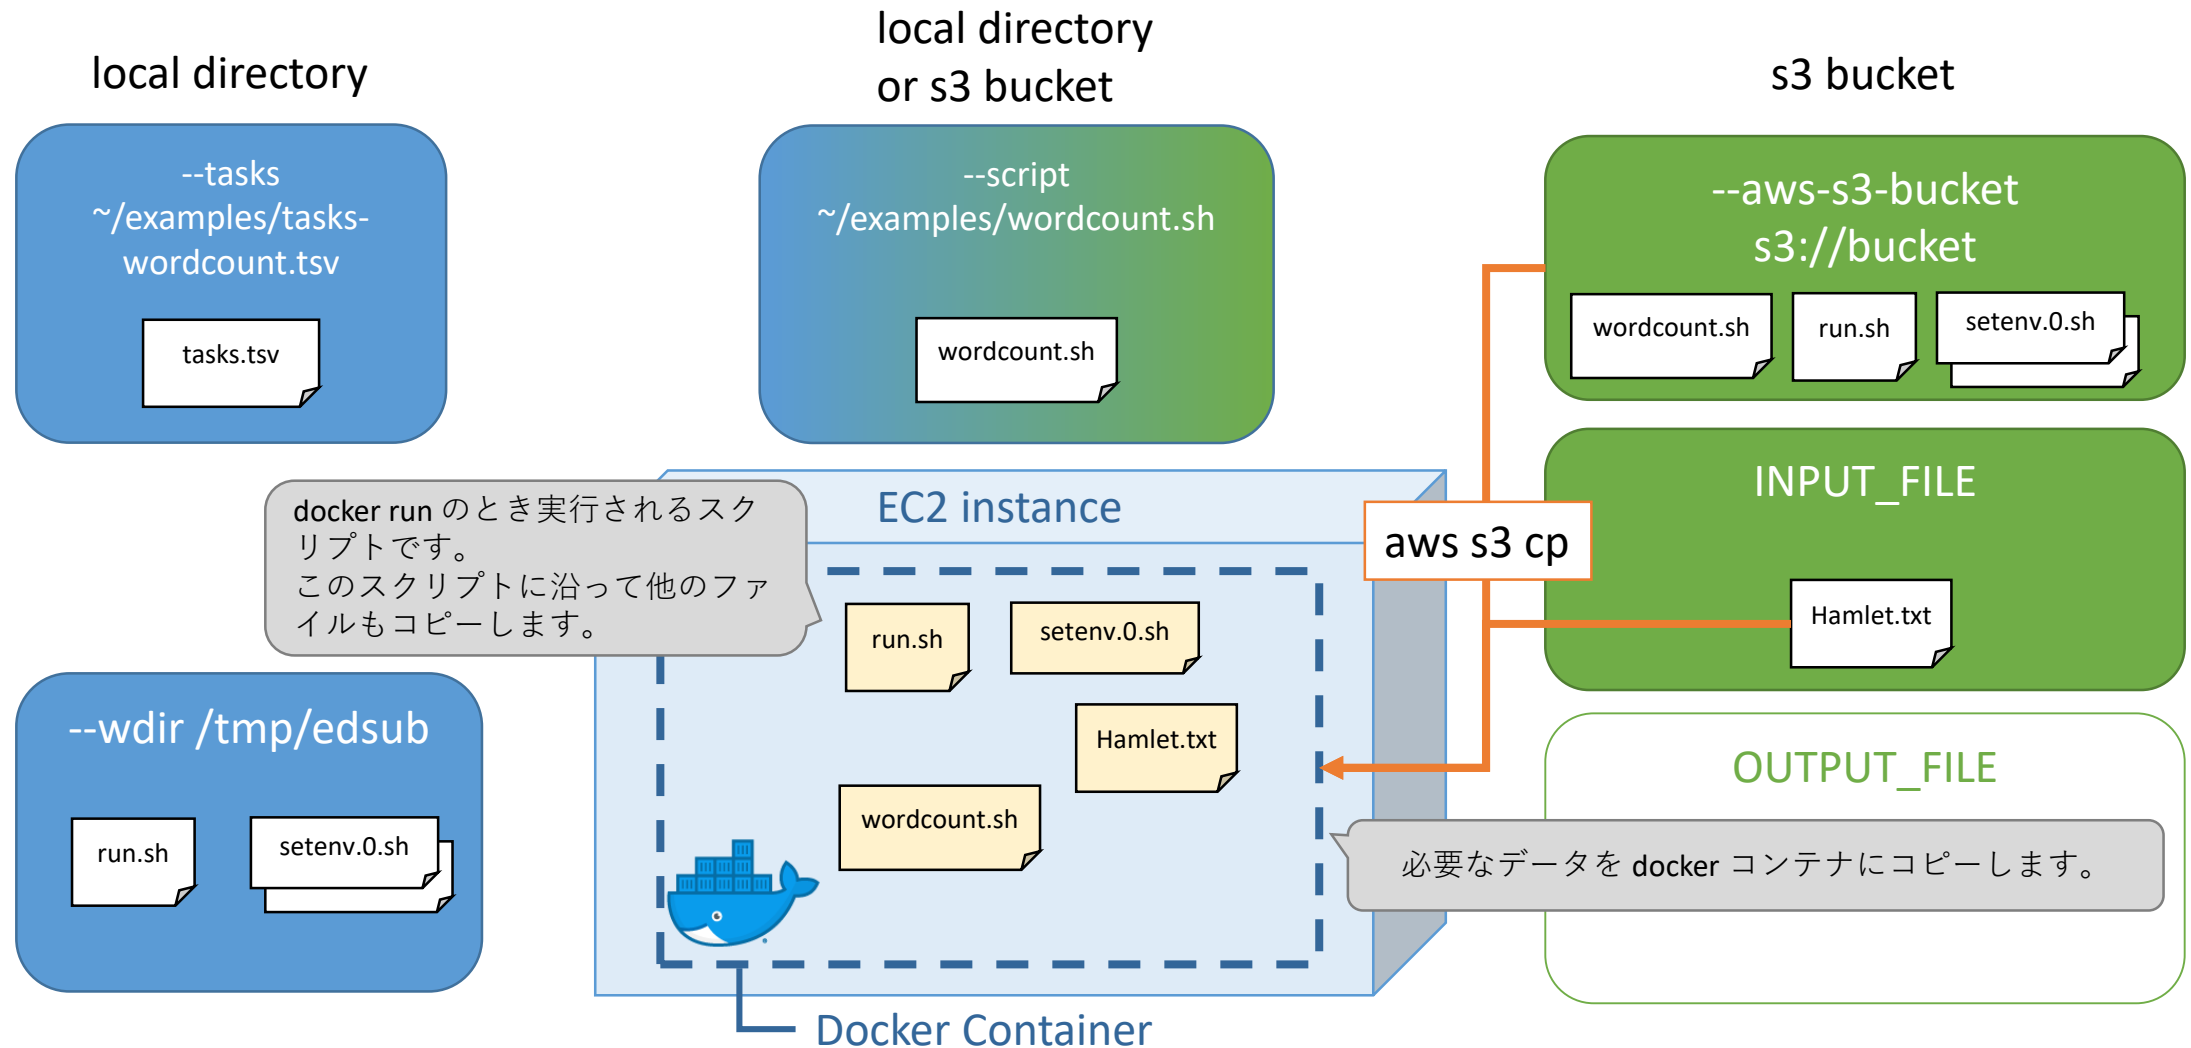 local directory
local directory
or s3 bucket
s3 bucket
--tasks
~/examples/tasks-
wordcount.tsv
tasks.tsv
--script
~/examples/wordcount.sh
wordcount.sh
--aws-s3-bucket
s3://bucket
wordcount.sh
run.sh
setenv.0.sh
docker run のとき実行されるスク
リプトです。
このスクリプトに沿って他のファ
イルもコピーします。
EC2 instance
aws s3 cp
INPUT_FILE
Hamlet.txt
run.sh
setenv.0.sh
Hamlet.txt
wordcount.sh
--wdir /tmp/edsub
run.sh
setenv.0.sh
OUTPUT_FILE
必要なデータを docker コンテナにコピーします。
Docker Container